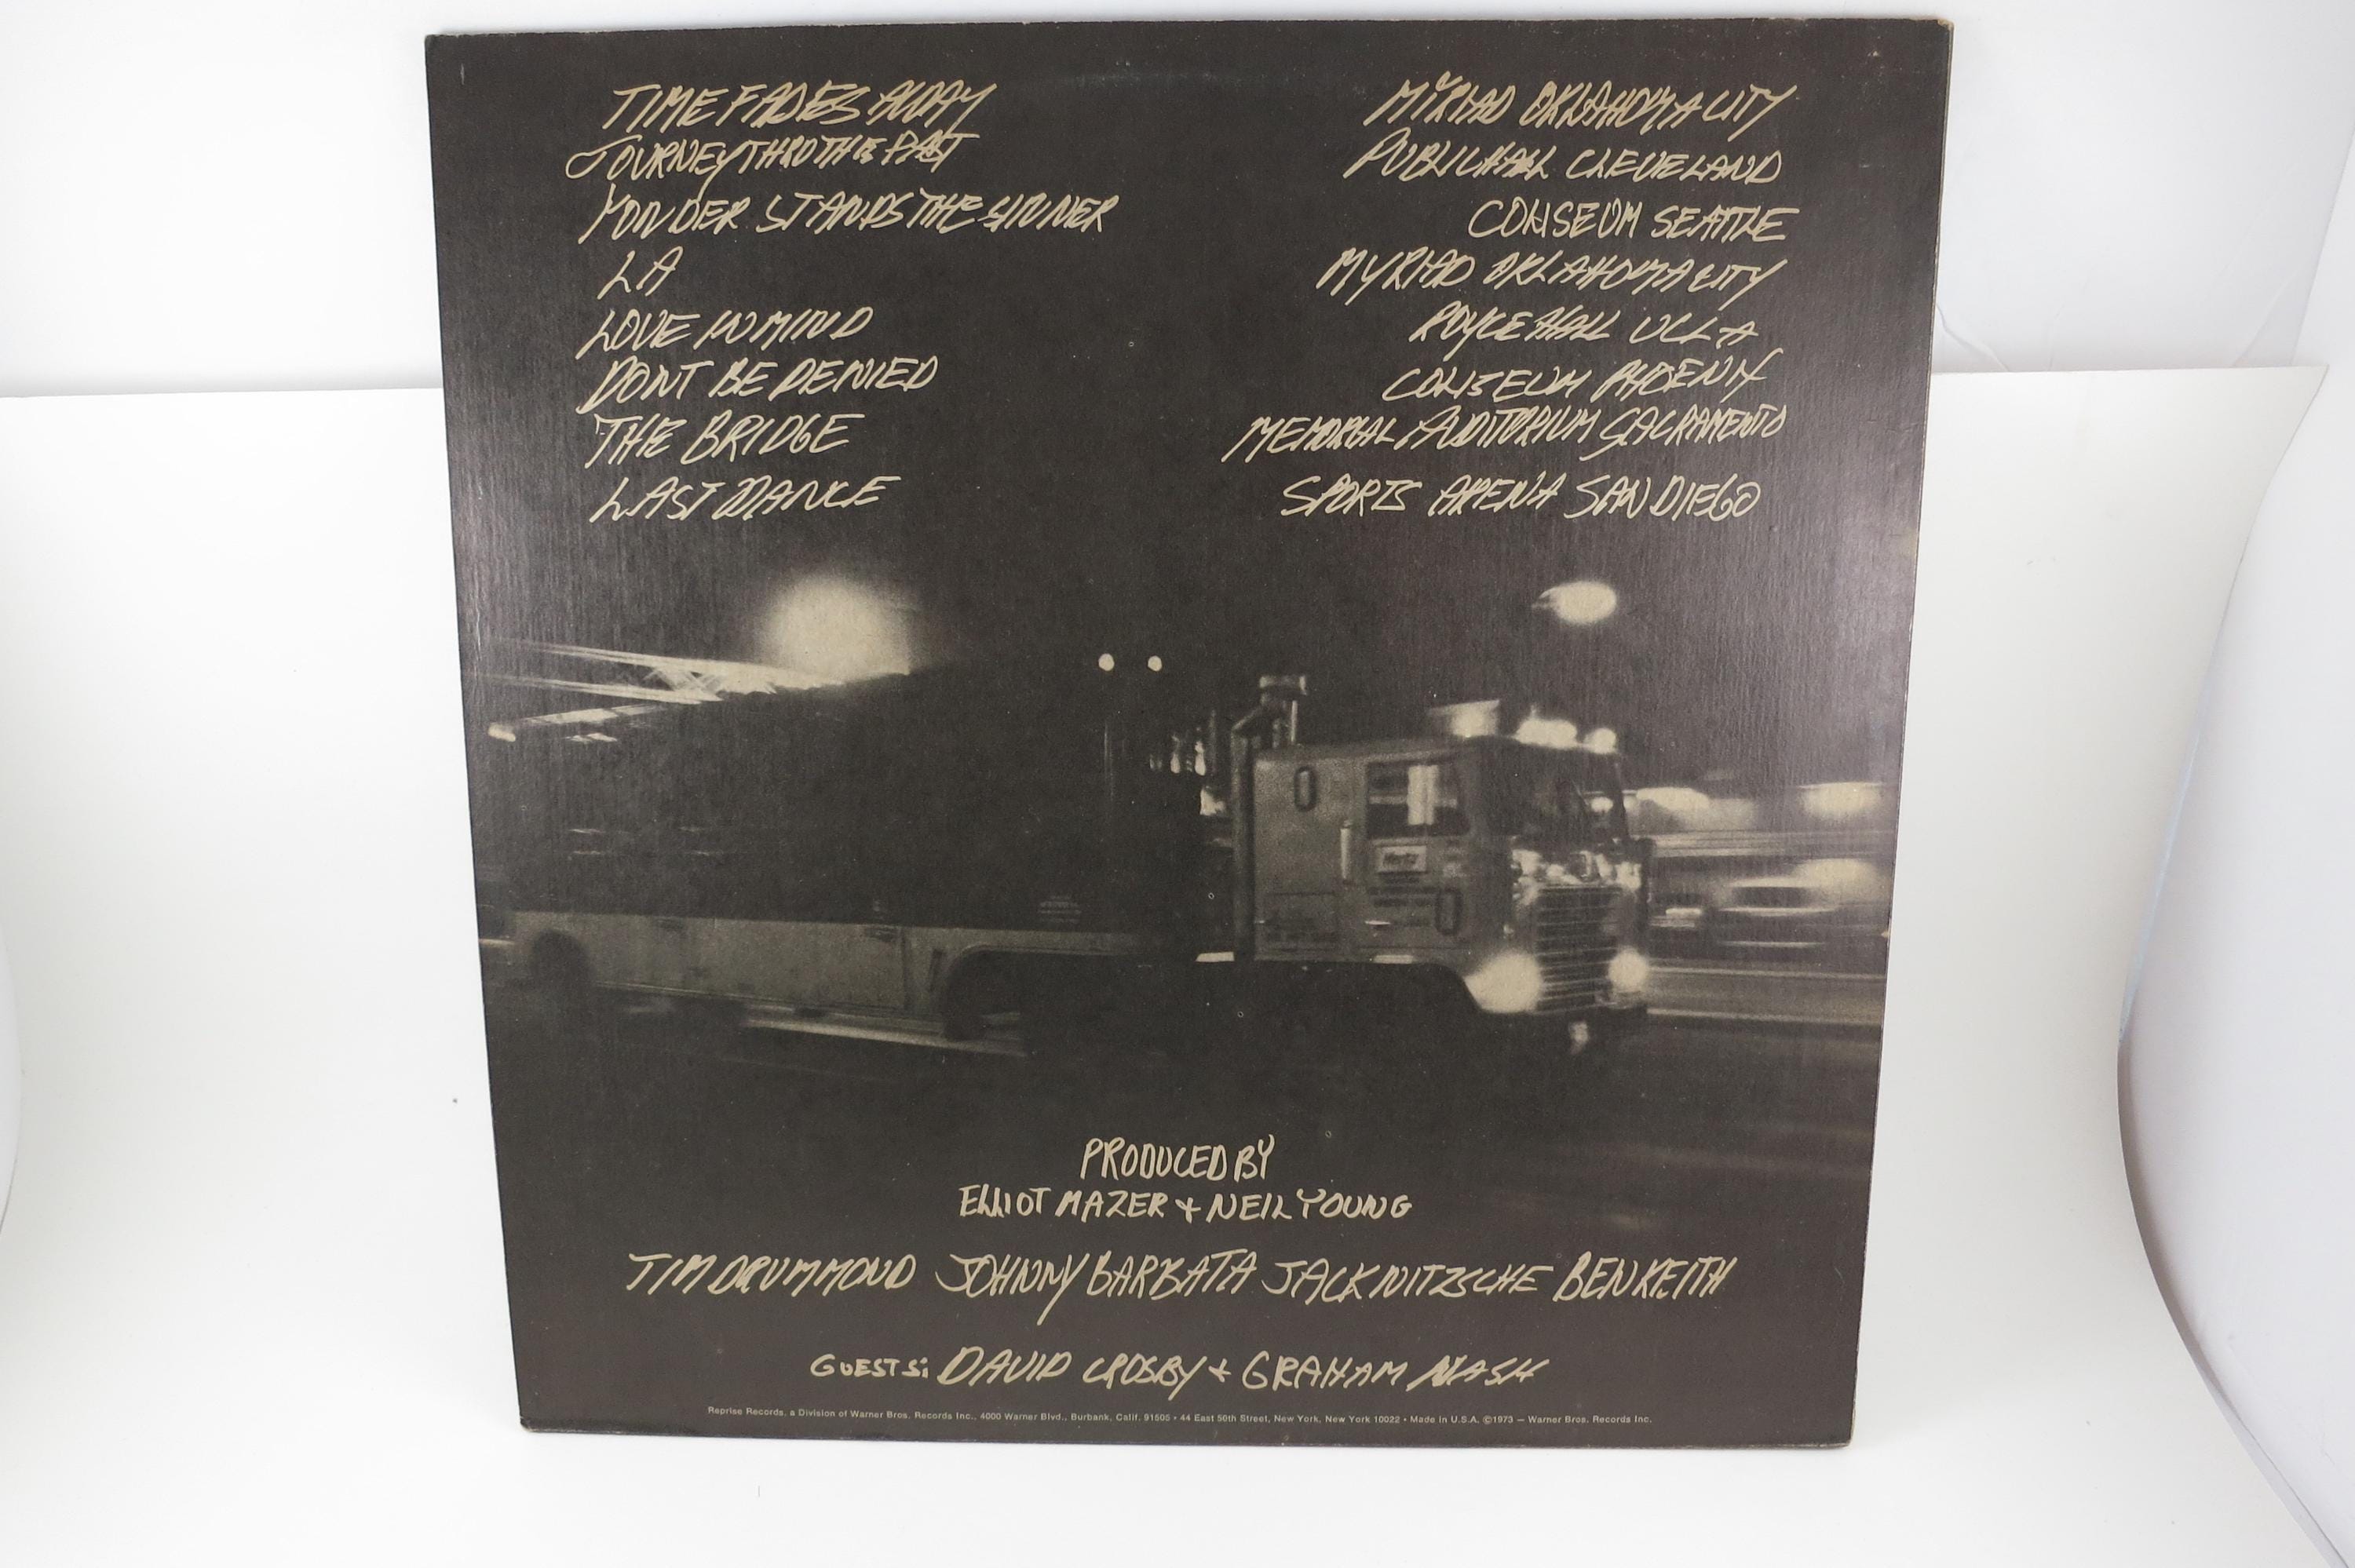 TIME FADES AWAY MYRIAD OKLAHOMA CITY
JOURNEY THRU THE PAST PUBLIC HALL CLEVELAND
YONDER STANDS THE SINNER COLISEUM SEATTLE
LA MYRIAD OKLAHOMA CITY
LOVE IN MIND ROYCE HALL UCLA
DONT BE DENIED COLISEUM PHOENIX
THE BRIDGE MEMORIAL AUDITORIUM SACRAMENTO
LAST DANCE SPORTS ARENA SAN DIEGO
Hertz
PRODUCED BY
ELLIOT MAZER + NEIL YOUNG
TIM DRUMMOND JOHNNY BARBATA JACK NITZSCHE BEN KEITH
GUESTS: DAVID CROSBY + GRAHAM NASH
Reprise Records, a Division of Warner Bros. Records Inc., 4000 Warner Blvd., Burbank, Calif. 91505 • 44 East 50th Street, New York, New York 10022 • Made in U.S.A. ©1973 — Warner Bros. Records Inc.